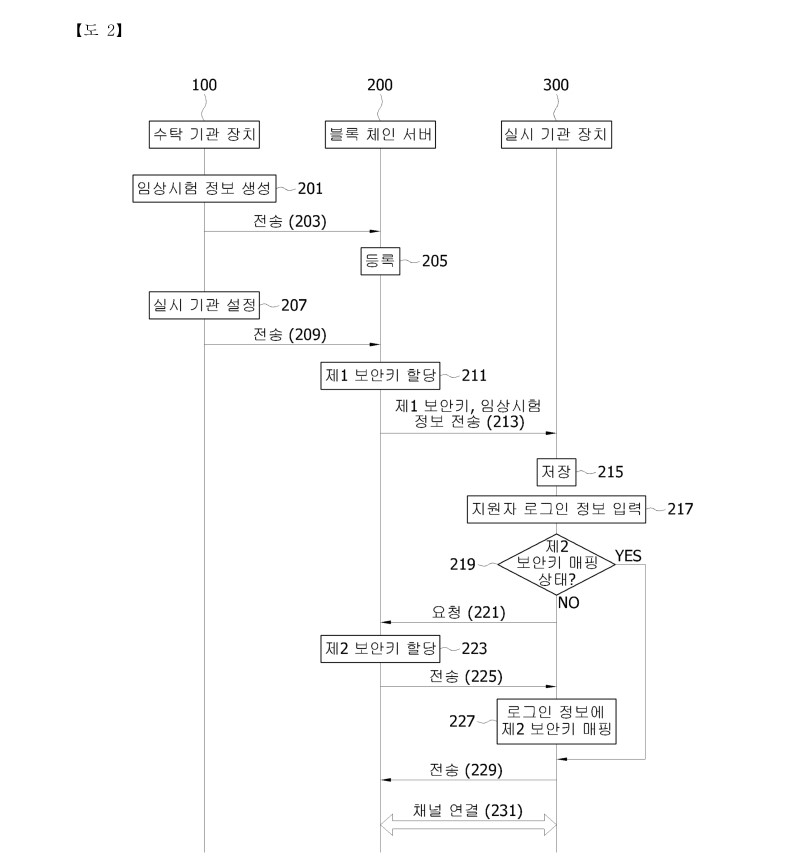 【도 2】
100
200
300
수탁 기관 장치
블록 체인 서버
실시 기관 장치
임상시험 정보 생성
201
전송 (203)
등록
205
실시 기관 설정
207
전송 (209)
제1 보안키 할당
211
제1 보안키, 임상시험
정보 전송 (213)
저장
215
지원자 로그인 정보 입력
217
219
제2
보안키 매핑
상태?
YES
NO
요청 (221)
제2 보안키 할당
223
전송 (225)
227
로그인 정보에
제2 보안키 매핑
전송 (229)
채널 연결 (231)